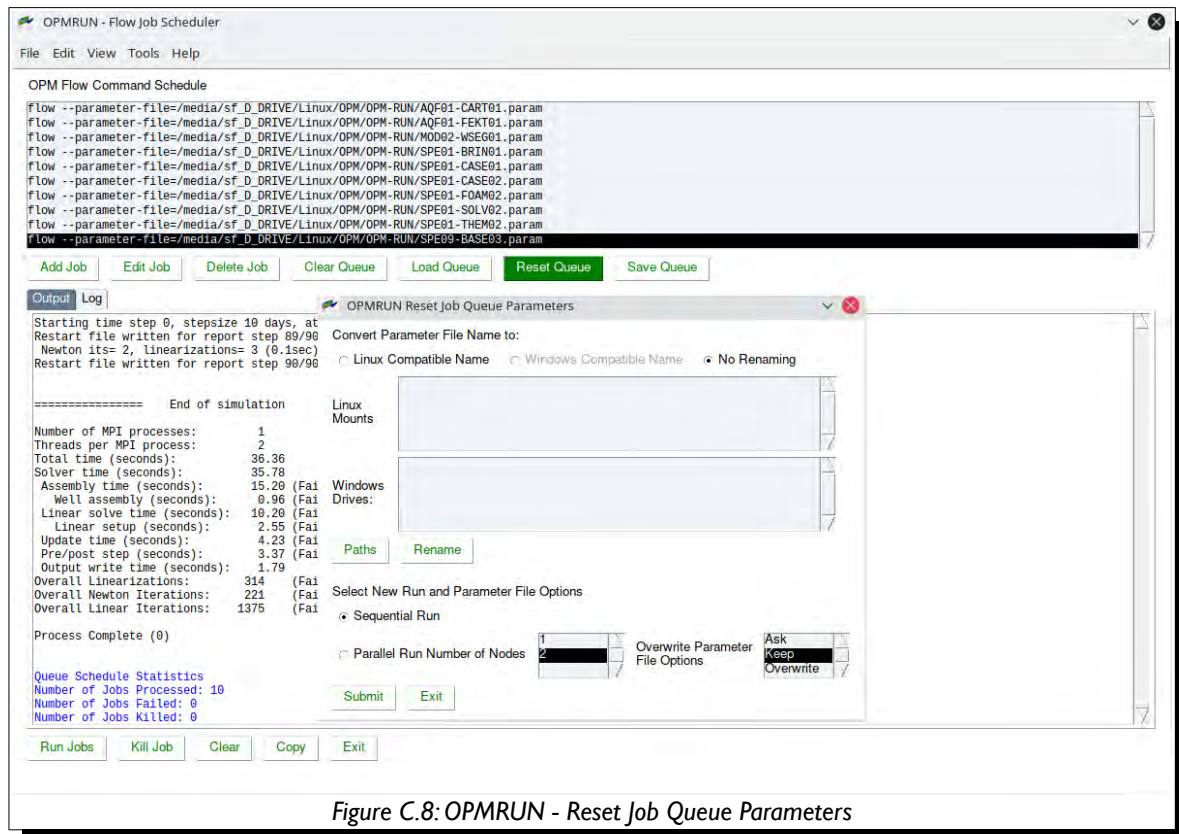 OPMRUN - Flow Job Scheduler
File Edit View Tools Help
OPM Flow Command Schedule
flow --parameter-file=/media/sf_D_DRIVE/Linux/OPM/OPM-RUN/AQF01-CART01.param
flow --parameter-file=/media/sf_D_DRIVE/Linux/OPM/OPM-RUN/AQF01-FEKT01.param
flow --parameter-file=/media/sf_D_DRIVE/Linux/OPM/OPM-RUN/MOD02-WSEG01.param
flow --parameter-file=/media/sf_D_DRIVE/Linux/OPM/OPM-RUN/SPE01-BRIN01.param
flow --parameter-file=/media/sf_D_DRIVE/Linux/OPM/OPM-RUN/SPE01-CASE01.param
flow --parameter-file=/media/sf_D_DRIVE/Linux/OPM/OPM-RUN/SPE01-CASE02.param
flow --parameter-file=/media/sf_D_DRIVE/Linux/OPM/OPM-RUN/SPE01-FOAM02.param
flow --parameter-file=/media/sf_D_DRIVE/Linux/OPM/OPM-RUN/SPE01-SOLV02.param
flow --parameter-file=/media/sf_D_DRIVE/Linux/OPM/OPM-RUN/SPE01-THEM02.param
flow --parameter-file=/media/sf_D_DRIVE/Linux/OPM/OPM-RUN/SPE09-BASE03.param
Add Job Edit Job Delete Job Clear Queue Load Queue Reset Queue Save Queue
Output Log
Starting time step 0, stepsize 10 days, at
Restart file written for report step 89/90
Newton its= 2, linearizations= 3 (0.1sec)
Restart file written for report step 90/90
================ End of simulation
Number of MPI processes: 1
Threads per MPI process: 2
Total time (seconds): 36.36
Solver time (seconds): 35.78
Assembly time (seconds): 15.20 (Fai
Well assembly (seconds): 0.96 (Fai
Linear solve time (seconds): 10.20 (Fai
Linear setup (seconds): 2.55 (Fai
Update time (seconds): 4.23 (Fai
Pre/post step (seconds): 3.37 (Fai
Output write time (seconds): 1.79
Overall Linearizations: 314 (Fai
Overall Newton Iterations: 221 (Fai
Overall Linear Iterations: 1375 (Fai
Process Complete (0)
Queue Schedule Statistics
Number of Jobs Processed: 10
Number of Jobs Failed: 0
Number of Jobs Killed: 0
OPMRUN Reset Job Queue Parameters
Convert Parameter File Name to:
Linux Compatible Name Windows Compatible Name No Renaming
Linux
Mounts
Windows
Drives:
Paths Rename
Select New Run and Parameter File Options
Sequential Run
Parallel Run Number of Nodes
1
2
Overwrite Parameter
File Options
Ask
Keep
Overwrite
Submit Exit
Run Jobs Kill Job Clear Copy Exit
Figure C.8: OPMRUN - Reset Job Queue Parameters